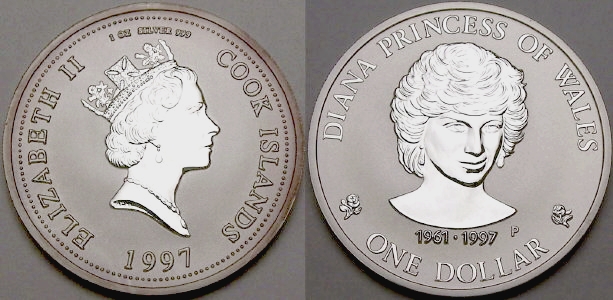 ELIZABETH II
1 OZ SILVER 999
COOK ISLANDS
1997
DIANA PRINCESS OF WALES
1961 · 1997 P
ONE DOLLAR